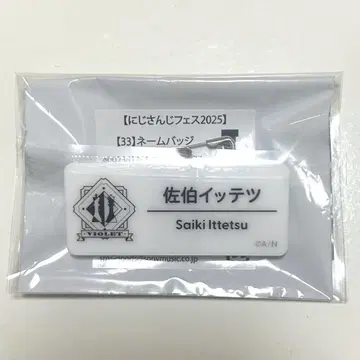 【にじさんじフェス2025】
【33】ネームバッジ
佐伯イッテツ
Saiki Ittetsu
VIOLET